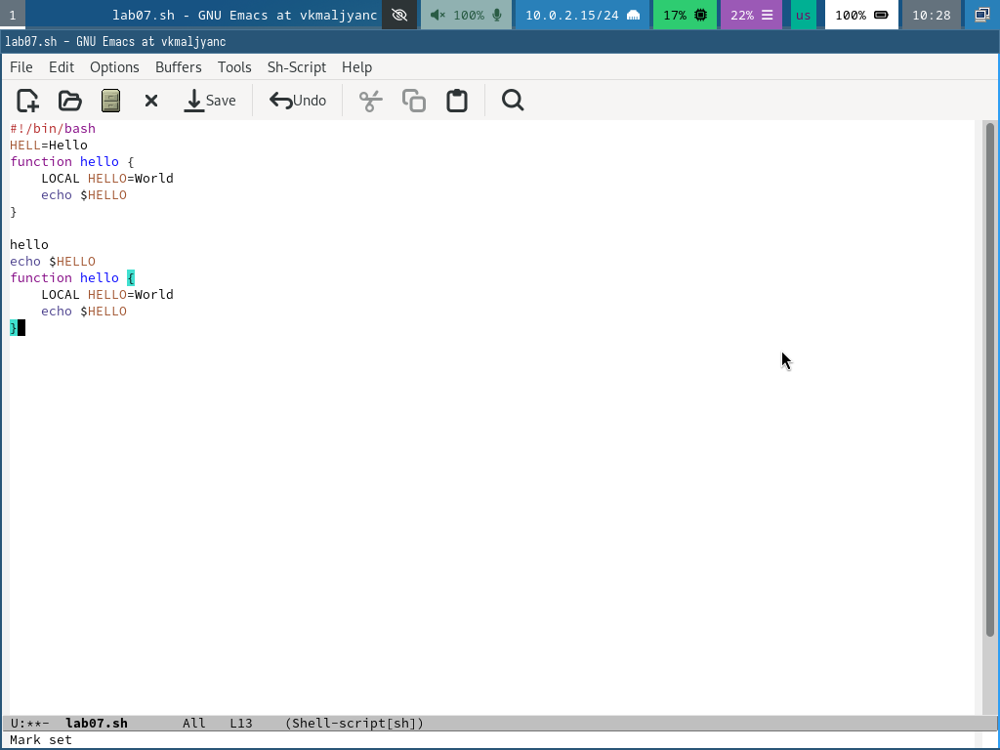 1 lab07.sh - GNU Emacs at vkmaljyanc 100% 10.0.2.15/24 17% 22% us 100% 10:28
lab07.sh - GNU Emacs at vkmaljyanc
File Edit Options Buffers Tools Sh-Script Help
Save Undo
#!/bin/bash
HELL=Hello
function hello {
    LOCAL HELLO=World
    echo $HELLO
}

hello
echo $HELLO
function hello {
    LOCAL HELLO=World
    echo $HELLO
}
U:**- lab07.sh All L13 (Shell-script[sh])
Mark set